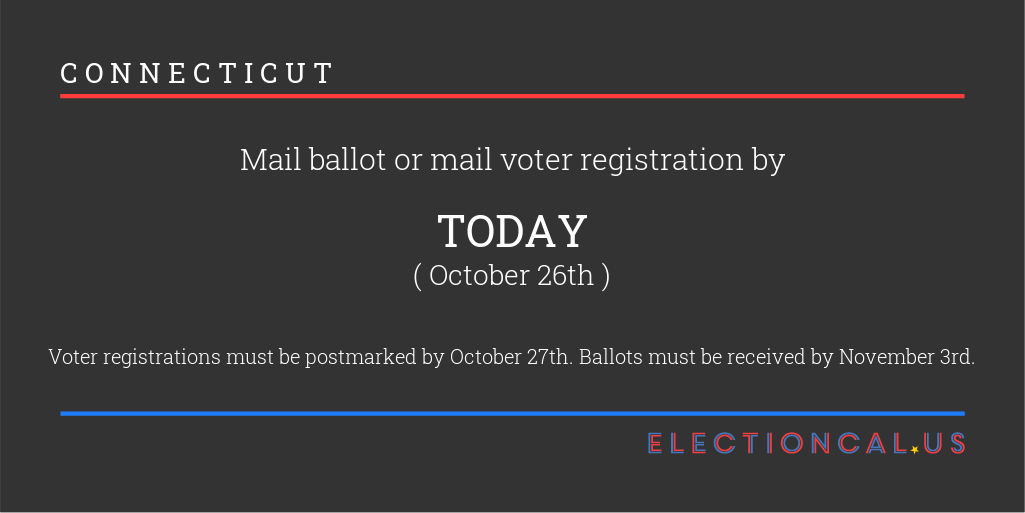 CONNECTICUT
Mail ballot or mail voter registration by
TODAY
( October 26th )
Voter registrations must be postmarked by October 27th. Ballots must be received by November 3rd.
ELECTIONCAL★US